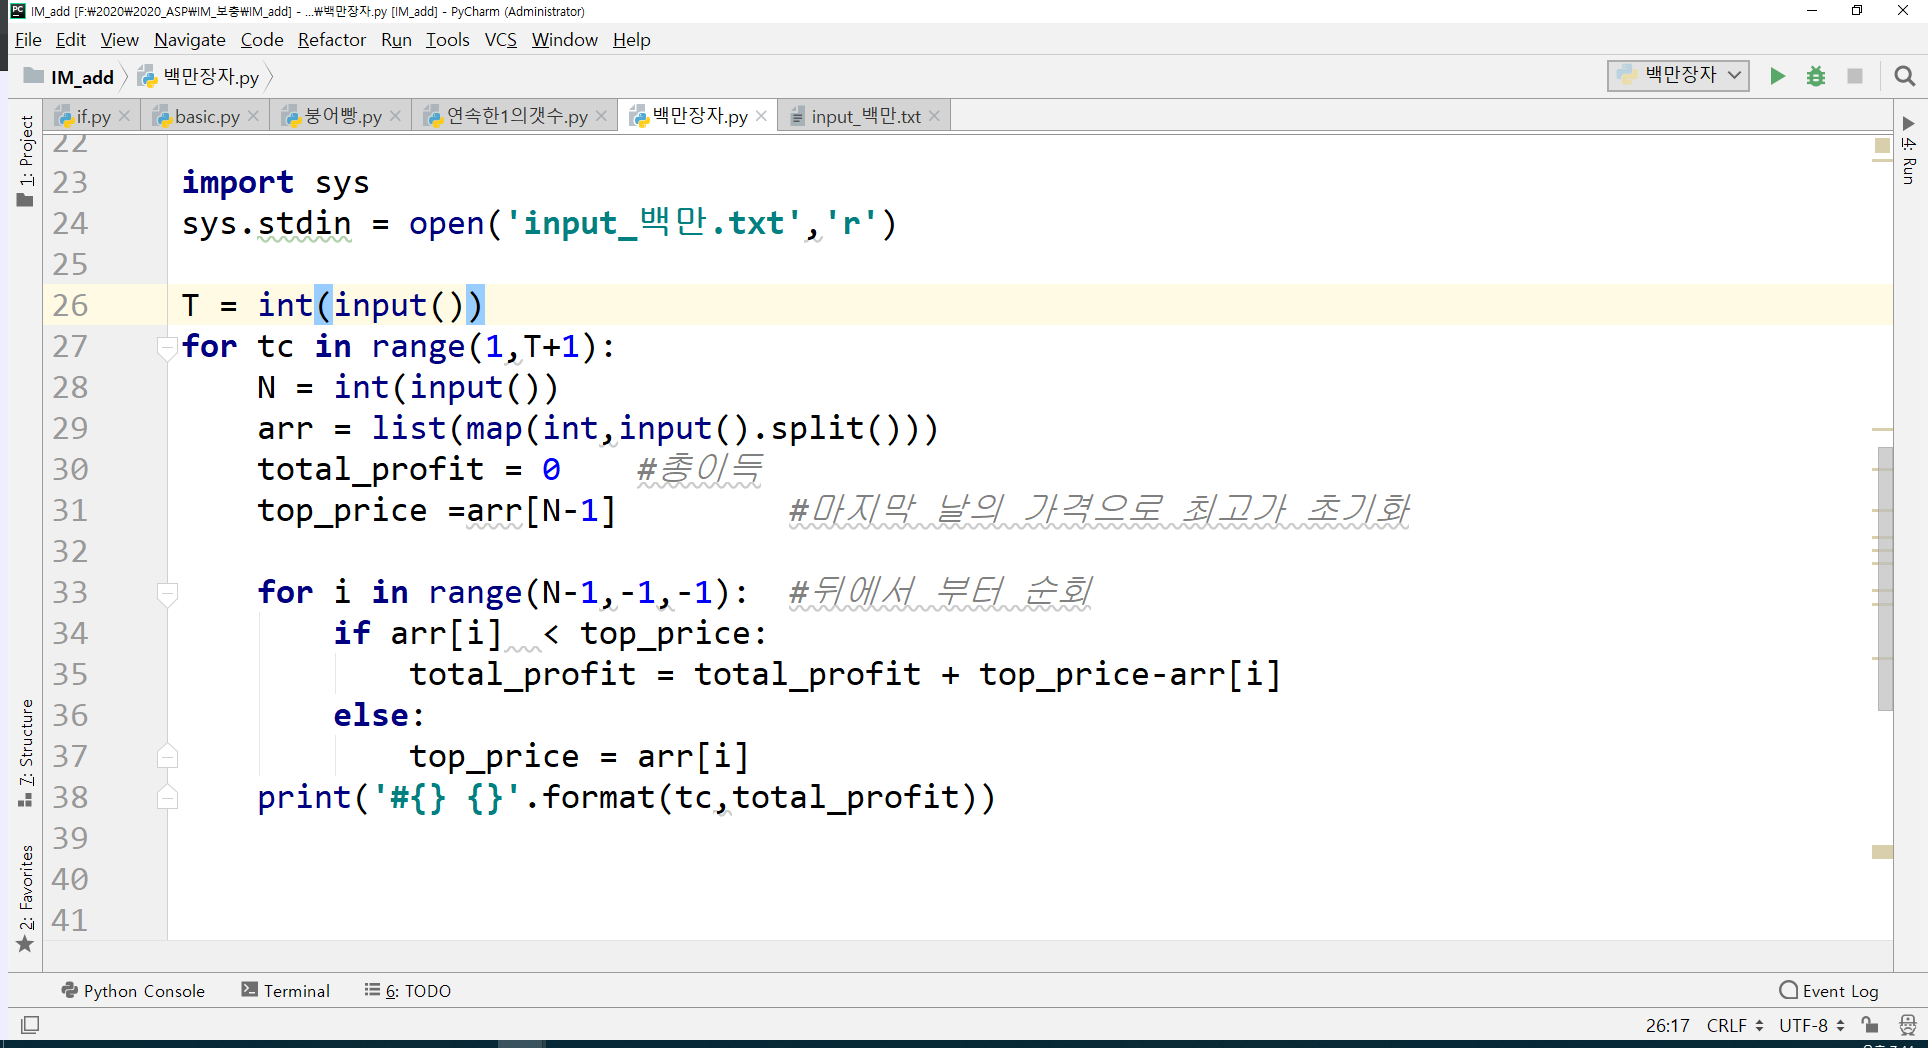 IM_add [F:\2020\2020_ASP\IM_보충\IM_add] - ...\백만장자.py [IM_add] - PyCharm (Administrator)
File Edit View Navigate Code Refactor Run Tools VCS Window Help
IM_add 백만장자.py 백만장자
if.py basic.py 붕어빵.py 연속한1의갯수.py 백만장자.py input_백만.txt
1: Project
4: Run
22
23 import sys
24 sys.stdin = open('input_백만.txt','r')
25
26 T = int(input())
27 for tc in range(1,T+1):
28     N = int(input())
29     arr = list(map(int,input().split()))
30     total_profit = 0    #총이득
31     top_price =arr[N-1]         #마지막 날의 가격으로 최고가 초기화
32
33     for i in range(N-1,-1,-1):  #뒤에서 부터 순회
34         if arr[i]  < top_price:
35             total_profit = total_profit + top_price-arr[i]
36         else:
37             top_price = arr[i]
38     print('#{} {}'.format(tc,total_profit))
39
40
41
7: Structure
2: Favorites
Python Console Terminal 6: TODO Event Log
26:17 CRLF UTF-8